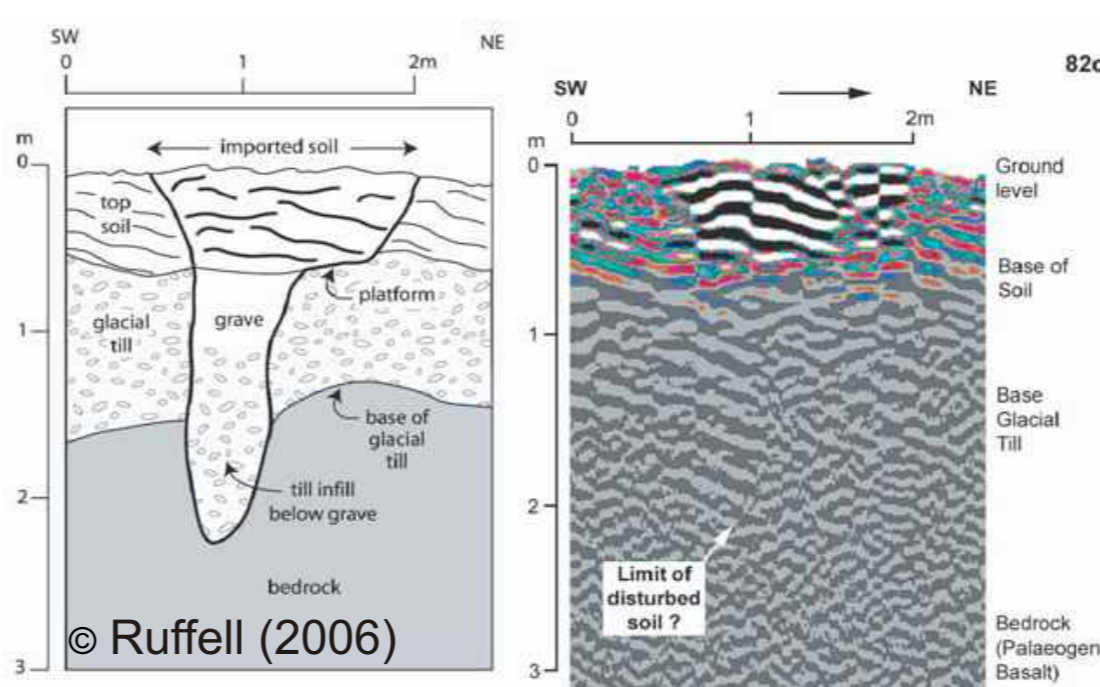 SW
NE
0
1
2m
m
0
1
2
3
imported soil
top
soil
platform
glacial
till
grave
base of
glacial
till
till infill
below grave
bedrock
© Ruffell (2006)
SW
NE
0
1
2m
m
0
1
2
3
Ground
level
Base of
Soil
Base
Glacial
Till
Limit of
disturbed
soil ?
Bedrock
(Palaeogen
Basalt)